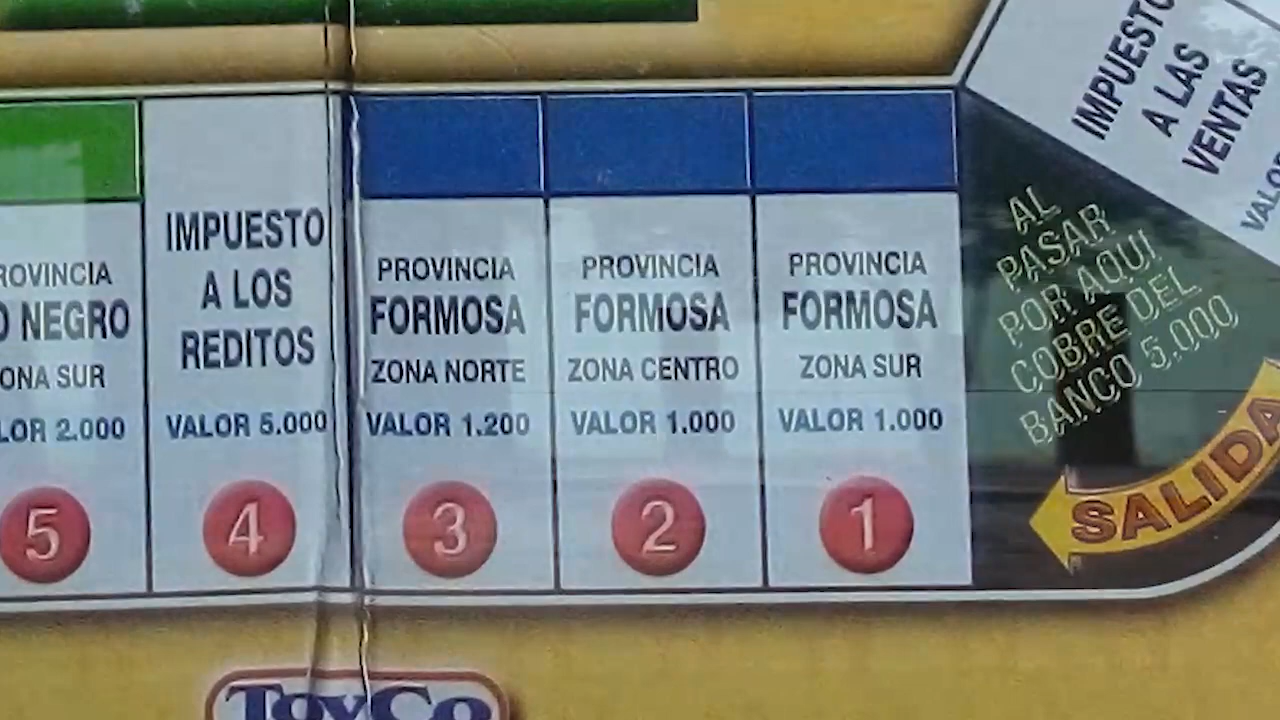 ROVINCIA
O NEGRO
ONA SUR
LOR 2.000
5
IMPUESTO
A LOS
REDITOS
VALOR 5.000
4
PROVINCIA
FORMOSA
ZONA NORTE
VALOR 1.200
3
PROVINCIA
FORMOSA
ZONA CENTRO
VALOR 1.000
2
PROVINCIA
FORMOSA
ZONA SUR
VALOR 1.000
1
AL
PASAR
POR AQUI
COBRE DEL
BANCO 5.000
SALIDA
IMPUESTO
A LAS
VENTAS
VALOR
ToyCo